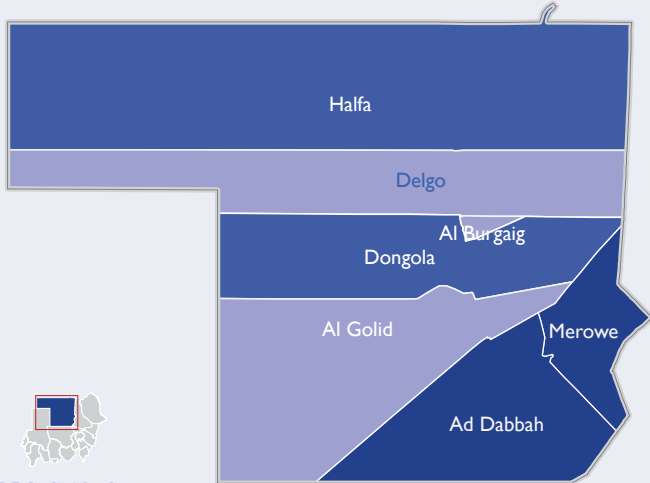 Halfa
Delgo
Al Burgaig
Dongola
Al Golid
Merowe
Ad Dabbah